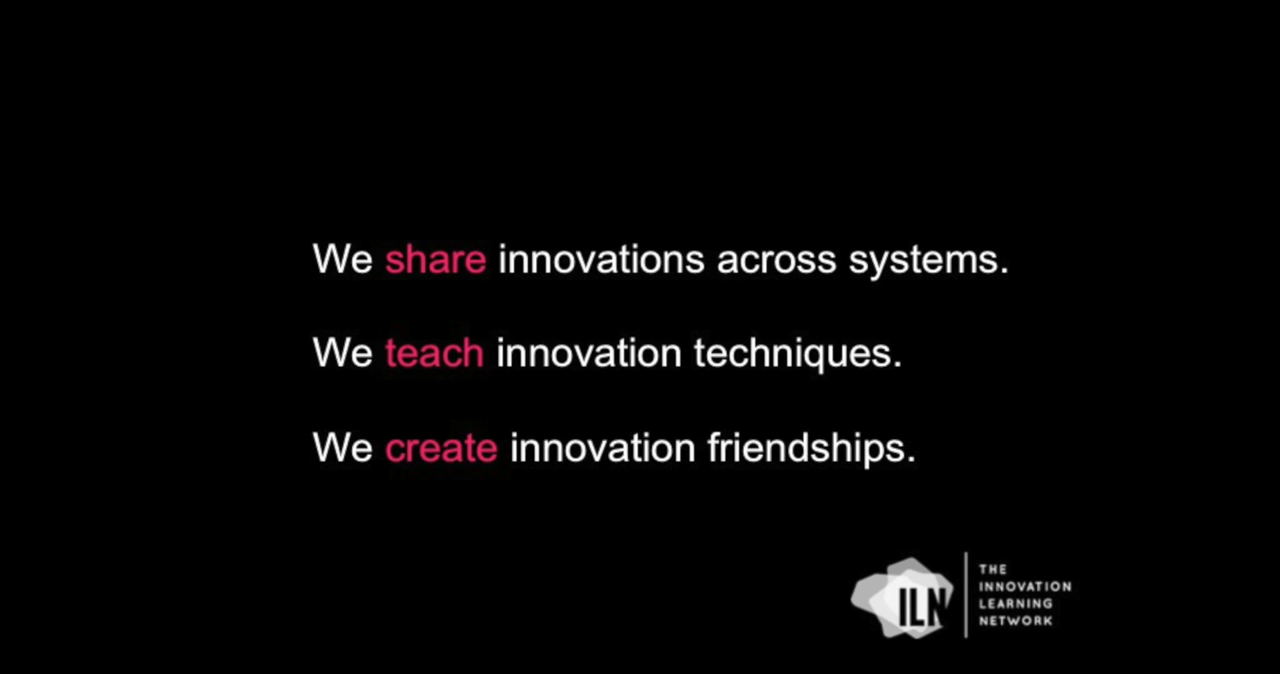 We share innovations across systems.
We teach innovation techniques.
We create innovation friendships.
ILN
THE
INNOVATION
LEARNING
NETWORK